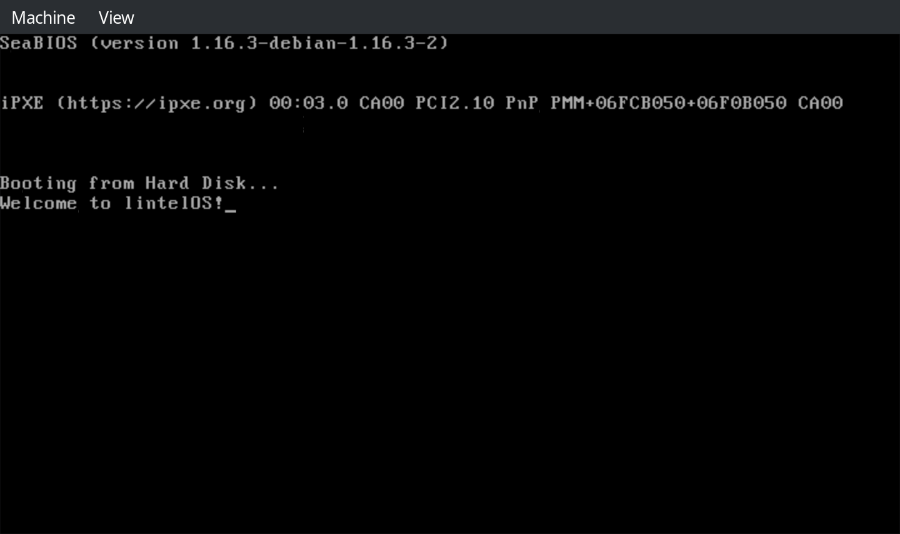 Machine View
SeaBIOS (version 1.16.3-debian-1.16.3-2)
iPXE (https://ipxe.org) 00:03.0 CA00 PCI2.10 PnP PMM+06FCB050+06F0B050 CA00
Booting from Hard Disk...
Welcome to lintelOS!_